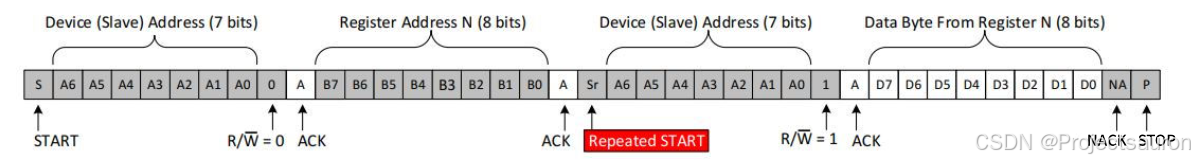 Device (Slave) Address (7 bits) Register Address N (8 bits) Device (Slave) Address (7 bits) Data Byte From Register N (8 bits)
S A6 A5 A4 A3 A2 A1 A0 0 A B7 B6 B5 B4 B3 B2 B1 B0 A Sr A6 A5 A4 A3 A2 A1 A0 1 A D7 D6 D5 D4 D3 D2 D1 D0 NA P
START R/W̅ = 0 ACK ACK Repeated START R/W̅ = 1 ACK NACK STOP
CSDN @Projectsauron